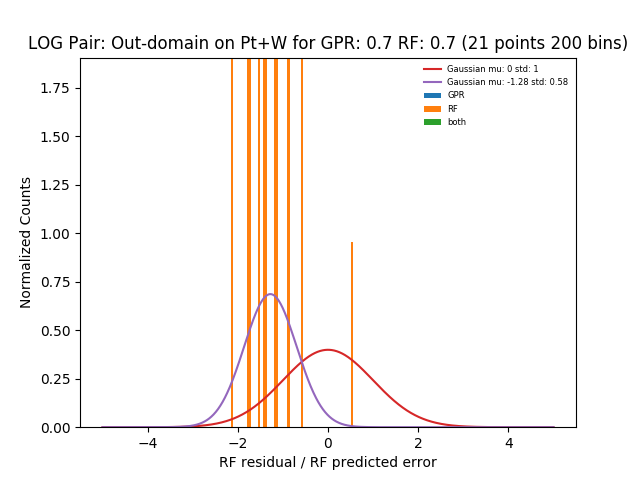 LOG Pair: Out-domain on Pt+W for GPR: 0.7 RF: 0.7 (21 points 200 bins)
Gaussian mu: 0 std: 1
Gaussian mu: -1.28 std: 0.58
GPR
RF
both
Normalized Counts
1.75
1.50
1.25
1.00
0.75
0.50
0.25
0.00
−4 −2 0 2 4
RF residual / RF predicted error